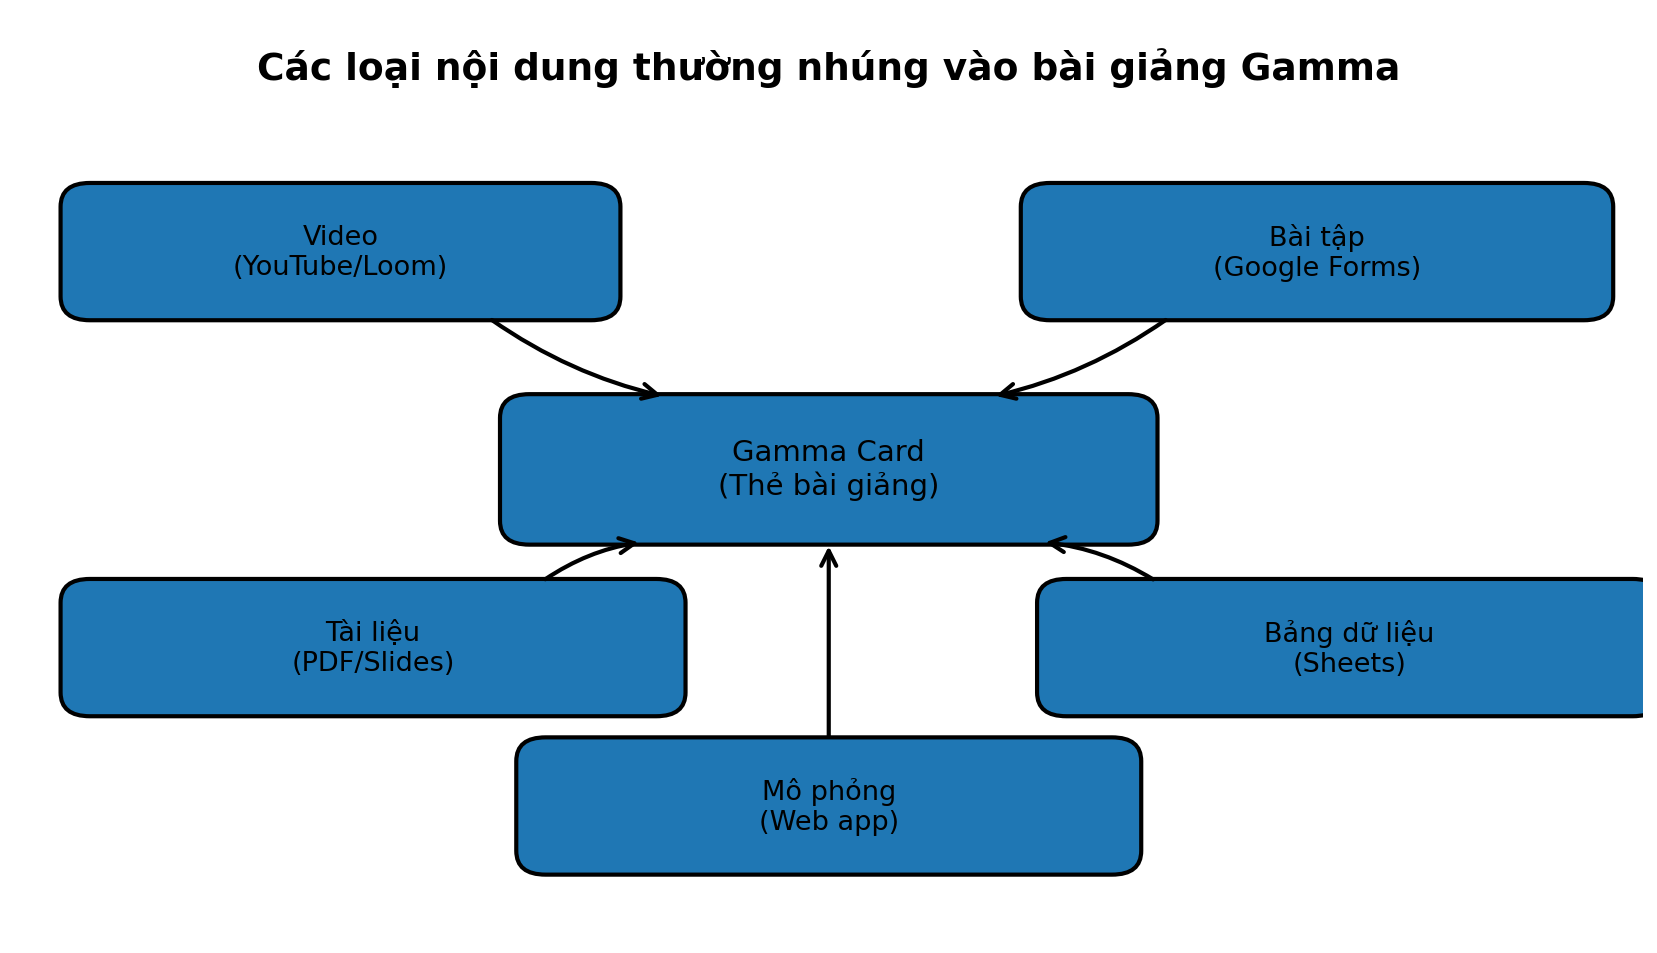 Các loại nội dung thường nhúng vào bài giảng Gamma
Video
(YouTube/Loom)
Bài tập
(Google Forms)
Gamma Card
(Thẻ bài giảng)
Tài liệu
(PDF/Slides)
Bảng dữ liệu
(Sheets)
Mô phỏng
(Web app)